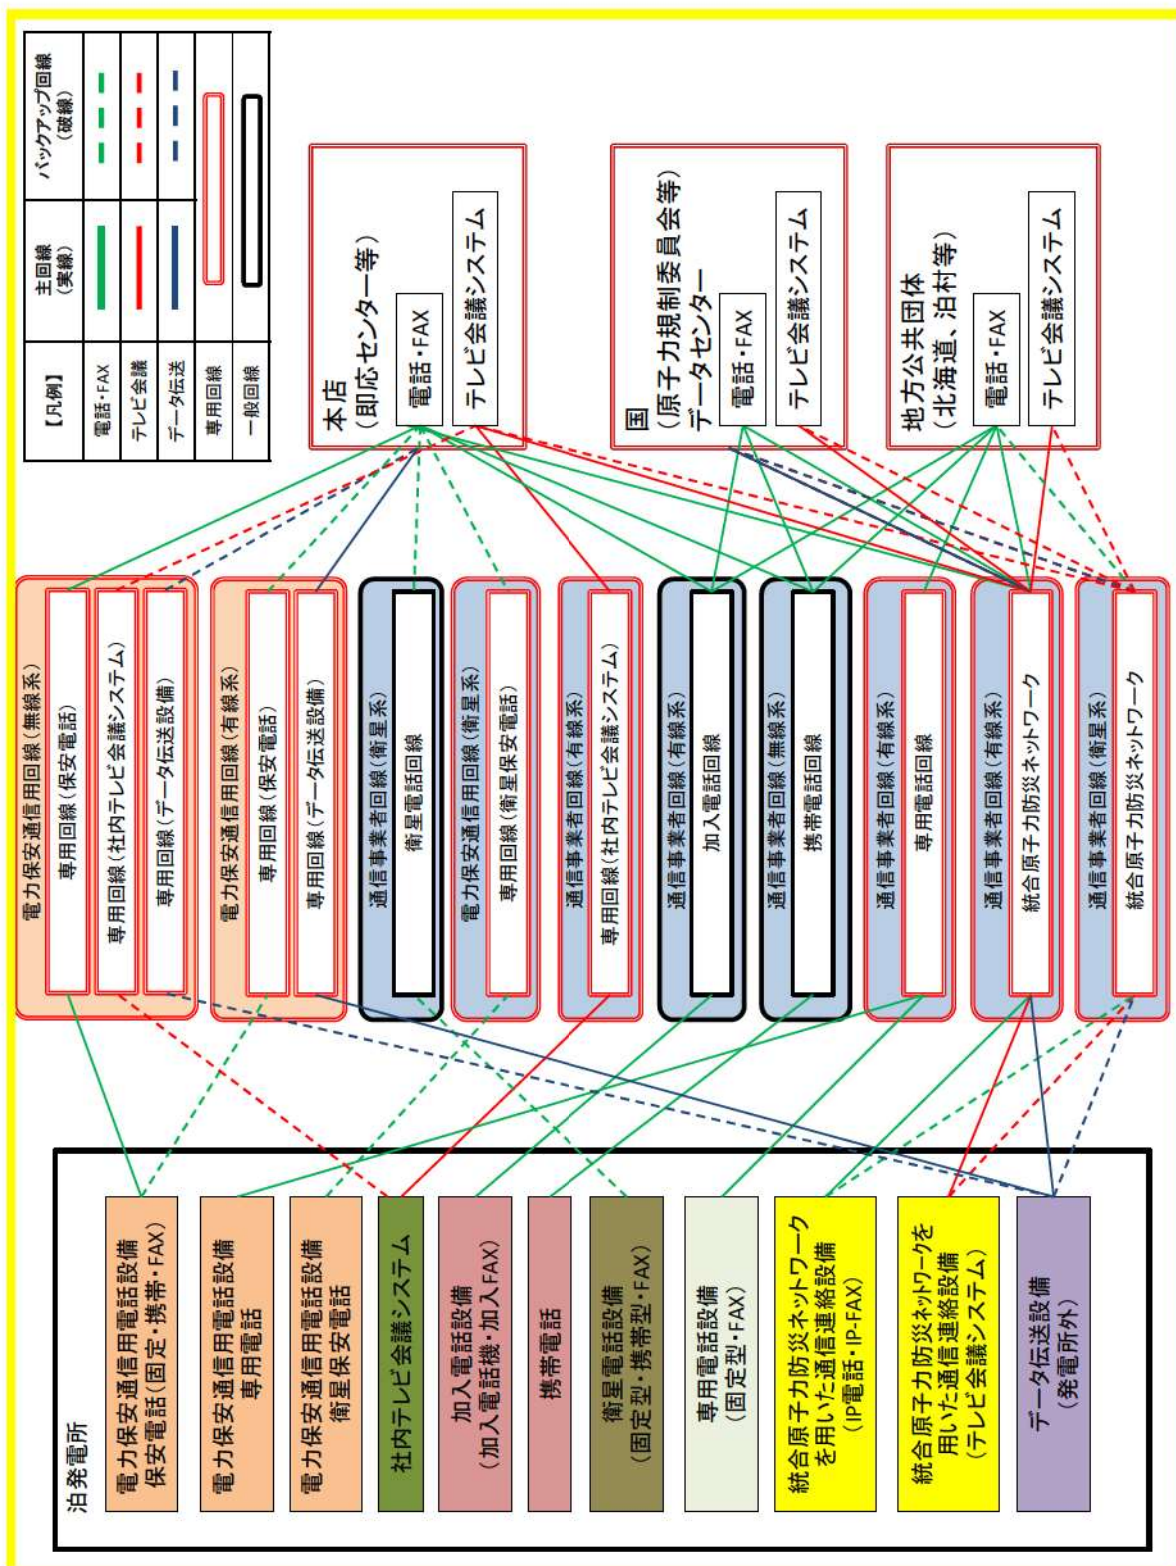 【凡例】
主回線
(実線)
バックアップ回線
(破線)
電話・FAX
テレビ会議
データ伝送
専用回線
一般回線
泊発電所
電力保安通信用電話設備
保安電話(固定・携帯・FAX)
電力保安通信用電話設備
専用電話
電力保安通信用電話設備
衛星保安電話
社内テレビ会議システム
加入電話設備
(加入電話機・加入FAX)
携帯電話
衛星電話設備
(固定型・携帯型・FAX)
専用電話設備
(固定型・FAX)
統合原子力防災ネットワーク
を用いた通信連絡設備
(IP電話・IP-FAX)
統合原子力防災ネットワークを
用いた通信連絡設備
(テレビ会議システム)
データ伝送設備
(発電所外)
電力保安通信用回線(無線系)
専用回線(保安電話)
専用回線(社内テレビ会議システム)
専用回線(データ伝送設備)
電力保安通信用回線(有線系)
専用回線(保安電話)
専用回線(データ伝送設備)
通信事業者回線(衛星系)
衛星電話回線
電力保安通信用回線(衛星系)
専用回線(衛星保安電話)
通信事業者回線(有線系)
専用回線(社内テレビ会議システム)
通信事業者回線(有線系)
加入電話回線
通信事業者回線(無線系)
携帯電話回線
通信事業者回線(有線系)
専用電話回線
通信事業者回線(有線系)
統合原子力防災ネットワーク
通信事業者回線(衛星系)
統合原子力防災ネットワーク
本店
(即応センター等)
電話・FAX
テレビ会議システム
国
(原子力規制委員会等)
データセンター
電話・FAX
テレビ会議システム
地方公共団体
(北海道、泊村等)
電話・FAX
テレビ会議システム